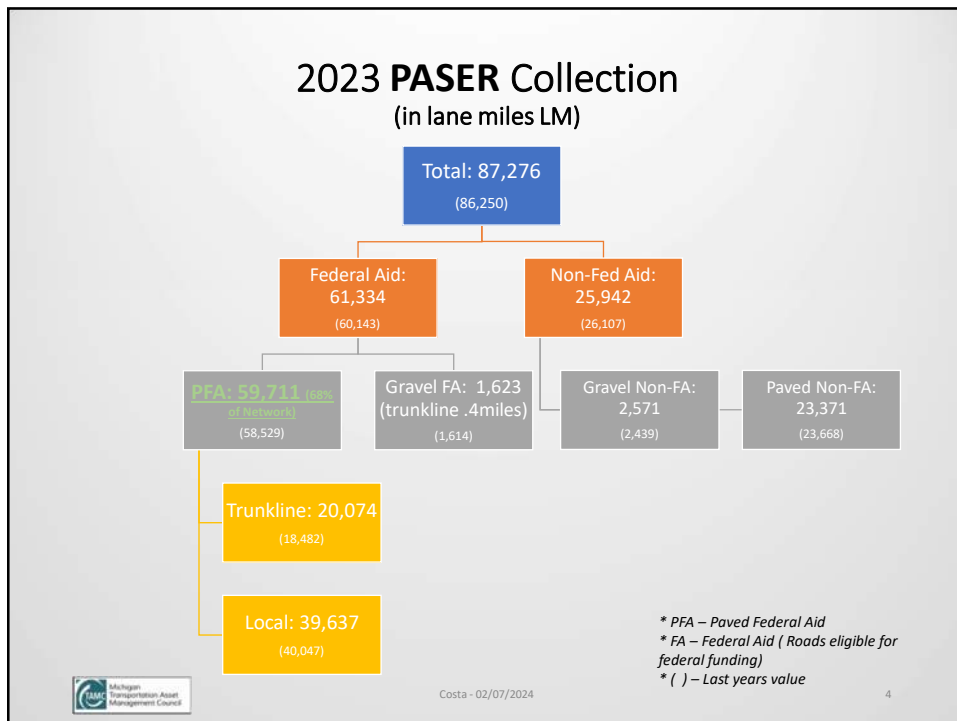 2023 PASER Collection
(in lane miles LM)
Total: 87,276
(86,250)
Federal Aid:
61,334
(60,143)
Non-Fed Aid:
25,942
(26,107)
PFA: 59,711 (68%
of Network)
(58,529)
Gravel FA: 1,623
(trunkline .4miles)
(1,614)
Gravel Non-FA:
2,571
(2,439)
Paved Non-FA:
23,371
(23,668)
Trunkline: 20,074
(18,482)
Local: 39,637
(40,047)
* PFA – Paved Federal Aid
* FA – Federal Aid ( Roads eligible for
federal funding)
* ( ) – Last years value
TAMC
Michigan
Transportation Asset
Management Council
Costa - 02/07/2024
4